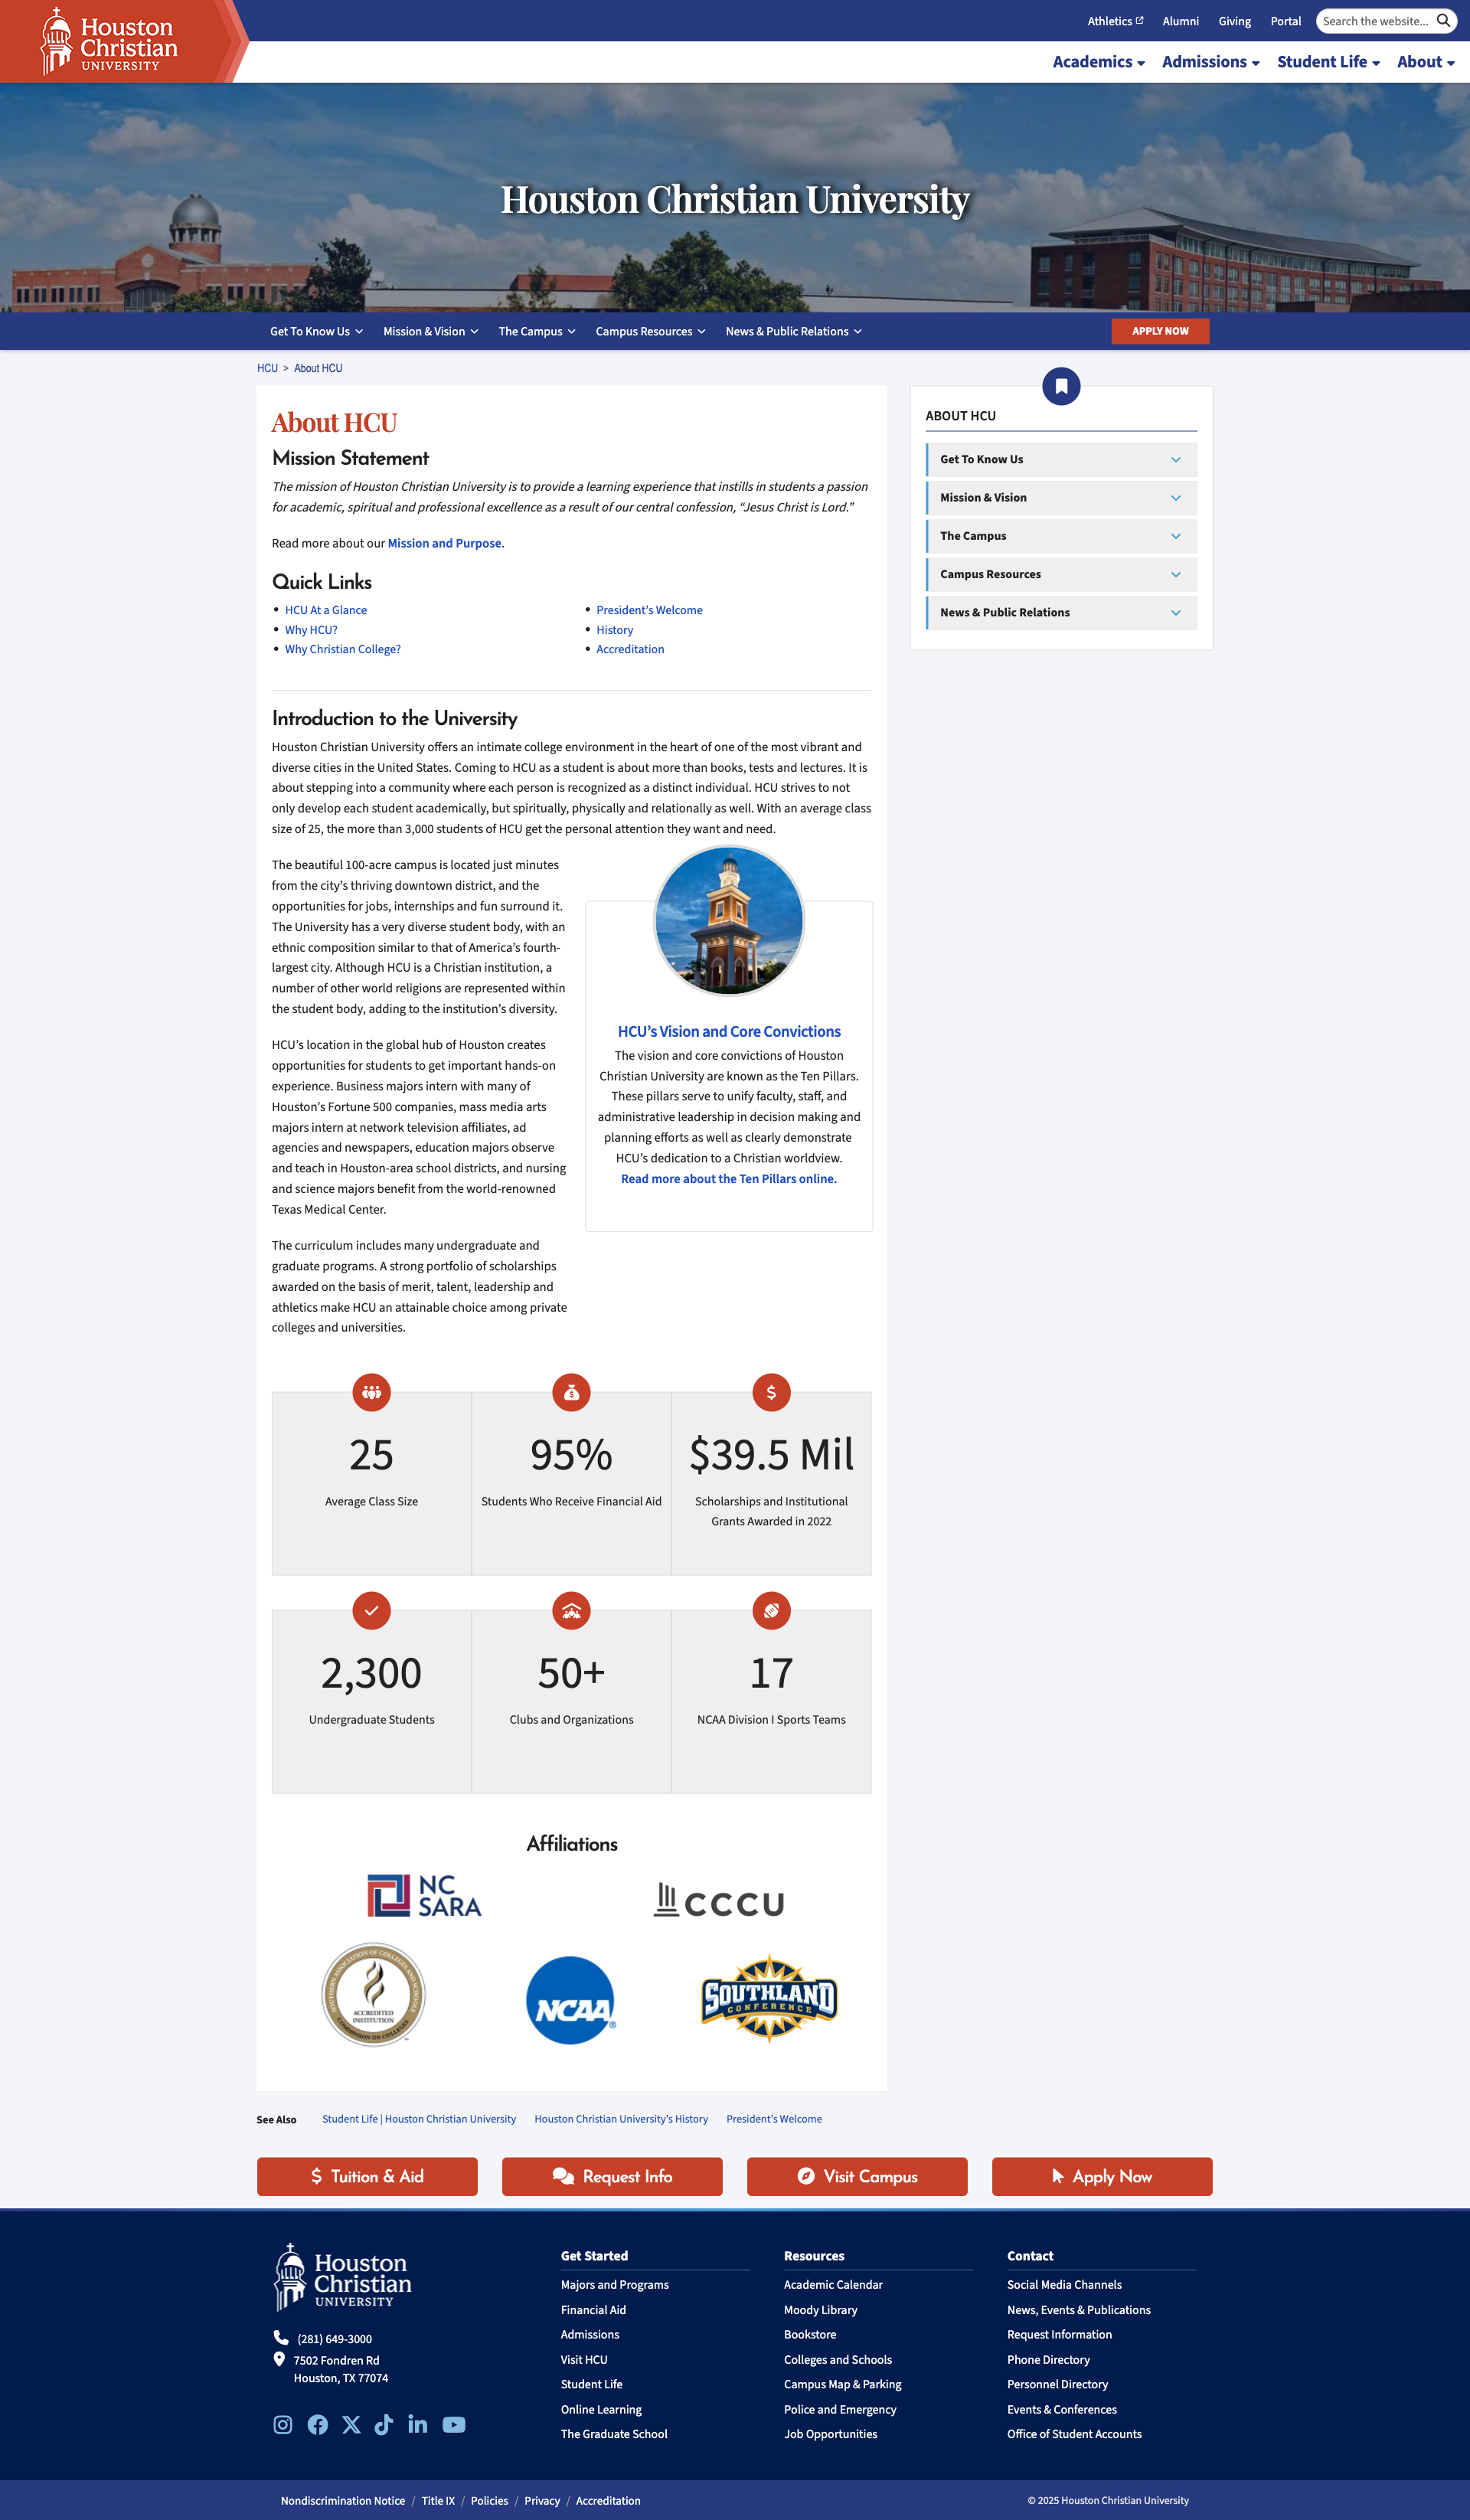 Houston
Christian
UNIVERSITY
Athletics
Alumni
Giving
Portal
Search the website...
Academics
Admissions
Student Life
About
Houston Christian University
Get To Know Us
Mission & Vision
The Campus
Campus Resources
News & Public Relations
APPLY NOW
HCU > About HCU
About HCU
Mission Statement
The mission of Houston Christian University is to provide a learning experience that instills in students a passion
for academic, spiritual and professional excellence as a result of our central confession, “Jesus Christ is Lord.”
Read more about our Mission and Purpose.
Quick Links
HCU At a Glance
Why HCU?
Why Christian College?
President’s Welcome
History
Accreditation
ABOUT HCU
Get To Know Us
Mission & Vision
The Campus
Campus Resources
News & Public Relations
Introduction to the University
Houston Christian University offers an intimate college environment in the heart of one of the most vibrant and
diverse cities in the United States. Coming to HCU as a student is about more than books, tests and lectures. It is
about stepping into a community where each person is recognized as a distinct individual. HCU strives to not
only develop each student academically, but spiritually, physically and relationally as well. With an average class
size of 25, the more than 3,000 students of HCU get the personal attention they want and need.
The beautiful 100-acre campus is located just minutes
from the city’s thriving downtown district, and the
opportunities for jobs, internships and fun surround it.
The University has a very diverse student body, with an
ethnic composition similar to that of America’s fourth-
largest city. Although HCU is a Christian institution, a
number of other world religions are represented within
the student body, adding to the institution’s diversity.
HCU’s location in the global hub of Houston creates
opportunities for students to get important hands-on
experience. Business majors intern with many of
Houston’s Fortune 500 companies, mass media arts
majors intern at network television affiliates, ad
agencies and newspapers, education majors observe
and teach in Houston-area school districts, and nursing
and science majors benefit from the world-renowned
Texas Medical Center.
The curriculum includes many undergraduate and
graduate programs. A strong portfolio of scholarships
awarded on the basis of merit, talent, leadership and
athletics make HCU an attainable choice among private
colleges and universities.
HCU’s Vision and Core Convictions
The vision and core convictions of Houston
Christian University are known as the Ten Pillars.
These pillars serve to unify faculty, staff, and
administrative leadership in decision making and
planning efforts as well as clearly demonstrate
HCU’s dedication to a Christian worldview.
Read more about the Ten Pillars online.
25
Average Class Size
95%
Students Who Receive Financial Aid
$39.5 Mil
Scholarships and Institutional
Grants Awarded in 2022
2,300
Undergraduate Students
50+
Clubs and Organizations
17
NCAA Division I Sports Teams
Affiliations
NC
SARA
CCCU
SOUTHERN ASSOCIATION OF COLLEGES AND SCHOOLS
ACCREDITED
INSTITUTION
COMMISSION ON COLLEGES
NCAA®
SOUTHLAND
CONFERENCE
See Also
Student Life | Houston Christian University
Houston Christian University's History
President's Welcome
Tuition & Aid
Request Info
Visit Campus
Apply Now
Houston
Christian
UNIVERSITY
(281) 649-3000
7502 Fondren Rd
Houston, TX 77074
Get Started
Majors and Programs
Financial Aid
Admissions
Visit HCU
Student Life
Online Learning
The Graduate School
Resources
Academic Calendar
Moody Library
Bookstore
Colleges and Schools
Campus Map & Parking
Police and Emergency
Job Opportunities
Contact
Social Media Channels
News, Events & Publications
Request Information
Phone Directory
Personnel Directory
Events & Conferences
Office of Student Accounts
Nondiscrimination Notice / Title IX / Policies / Privacy / Accreditation
© 2025 Houston Christian University